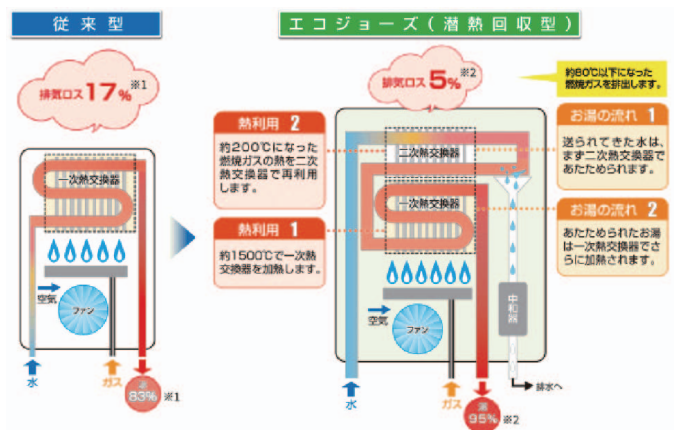 従来型
排気ロス17%※1
一次熱交換器
空気
ファン
水
ガス
湯
83%
※1
エコジョーズ(潜熱回収型)
排気ロス5%※2
約80℃以下になった
燃焼ガスを排出します。
熱利用 2
約200℃になった
燃焼ガスの熱を二次
熱交換器で再利用
します。
熱利用 1
約1500℃で一次熱
交換器を加熱します。
二次熱交換器
一次熱交換器
お湯の流れ 1
送られてきた水は、
まず二次熱交換器で
あたためられます。
お湯の流れ 2
あたためられたお湯
は一次熱交換器でさ
らに加熱されます。
空気
ファン
中和器
水
ガス
湯
95%
※2
排水へ